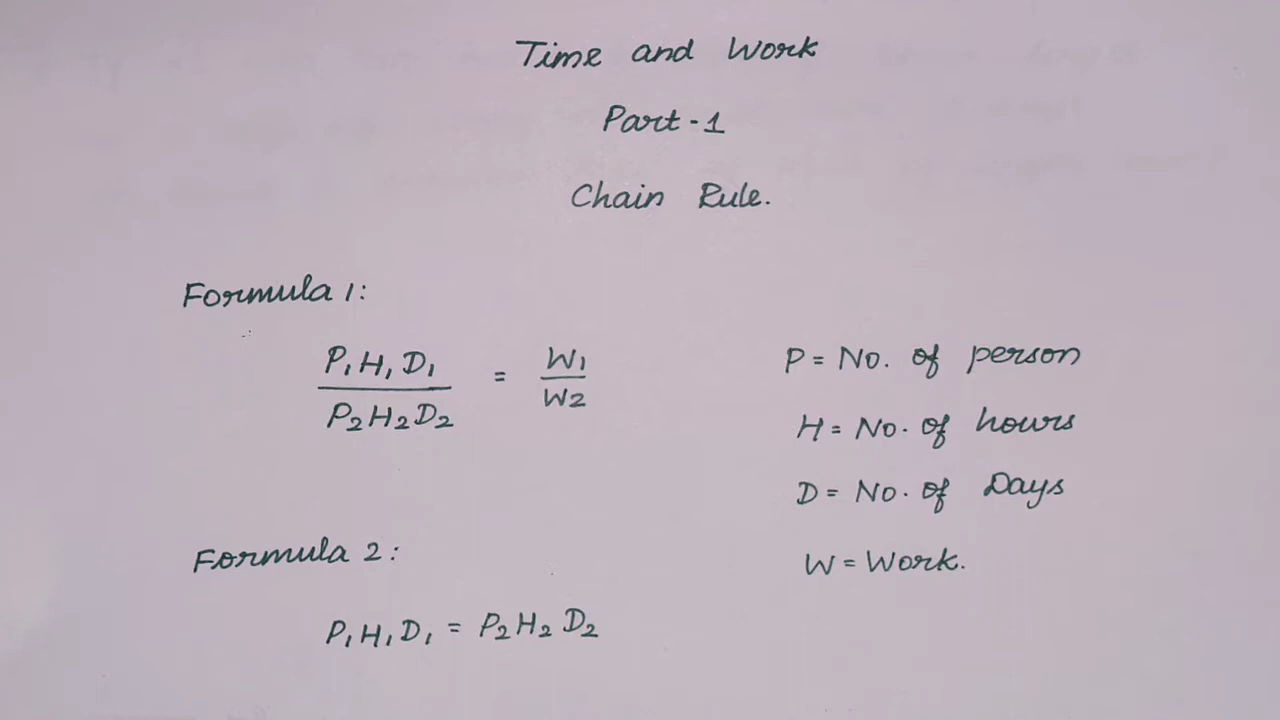 Time and Work
Part-1
Chain Rule.
Formula 1:
P₁H₁D₁ / P₂H₂D₂ = W1 / W2
P = No. of person
H = No. of hours
D = No. of Days
W = Work.
Formula 2:
P₁H₁D₁ = P₂H₂D₂